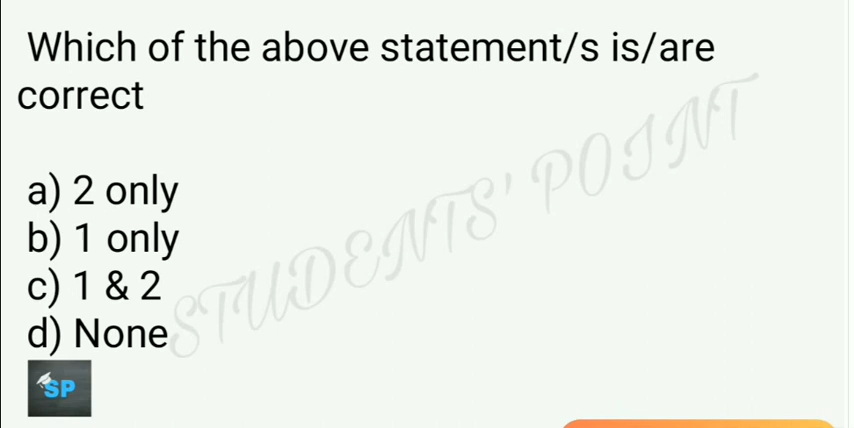 Which of the above statement/s is/are
correct
STUDENTS' POINT
a) 2 only
b) 1 only
c) 1 & 2
d) None
SP